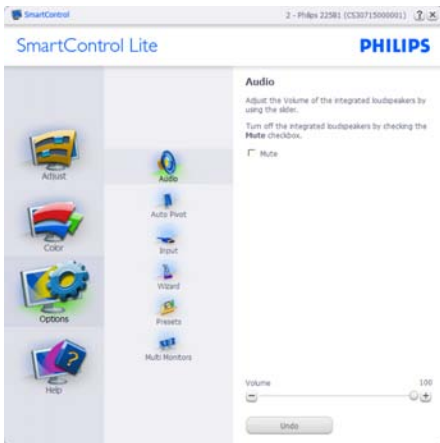 SmartControl
2 - Philips 225B1 (CS30715000001)
SmartControl Lite
PHILIPS
Adjust
Color
Options
Help
Audio
Auto Pivot
Input
Wizard
Presets
Multi Monitors
Audio
Adjust the Volume of the integrated loudspeakers by
using the slider.
Turn off the integrated loudspeakers by checking the
Mute checkbox.
Mute
Volume
100
Undo